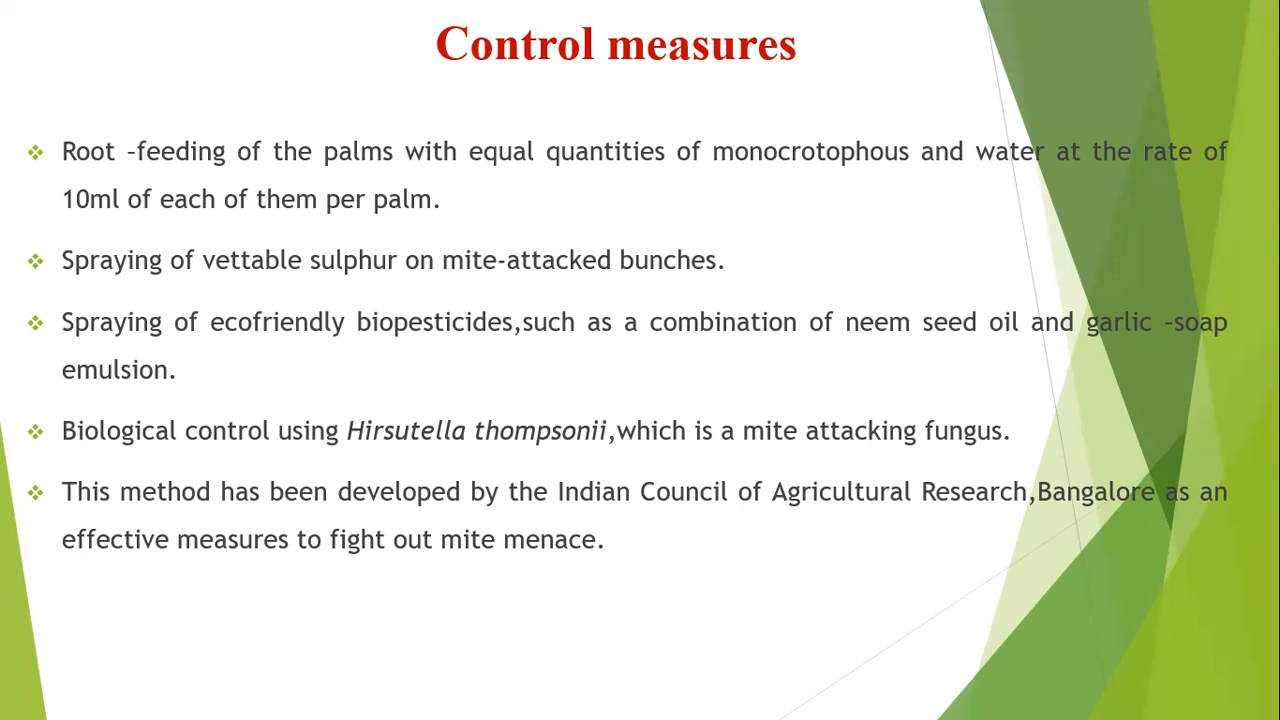 Control measures
Root –feeding of the palms with equal quantities of monocrotophous and water at the rate of
10ml of each of them per palm.
Spraying of vettable sulphur on mite-attacked bunches.
Spraying of ecofriendly biopesticides,such as a combination of neem seed oil and garlic –soap
emulsion.
Biological control using Hirsutella thompsonii,which is a mite attacking fungus.
This method has been developed by the Indian Council of Agricultural Research,Bangalore as an
effective measures to fight out mite menace.